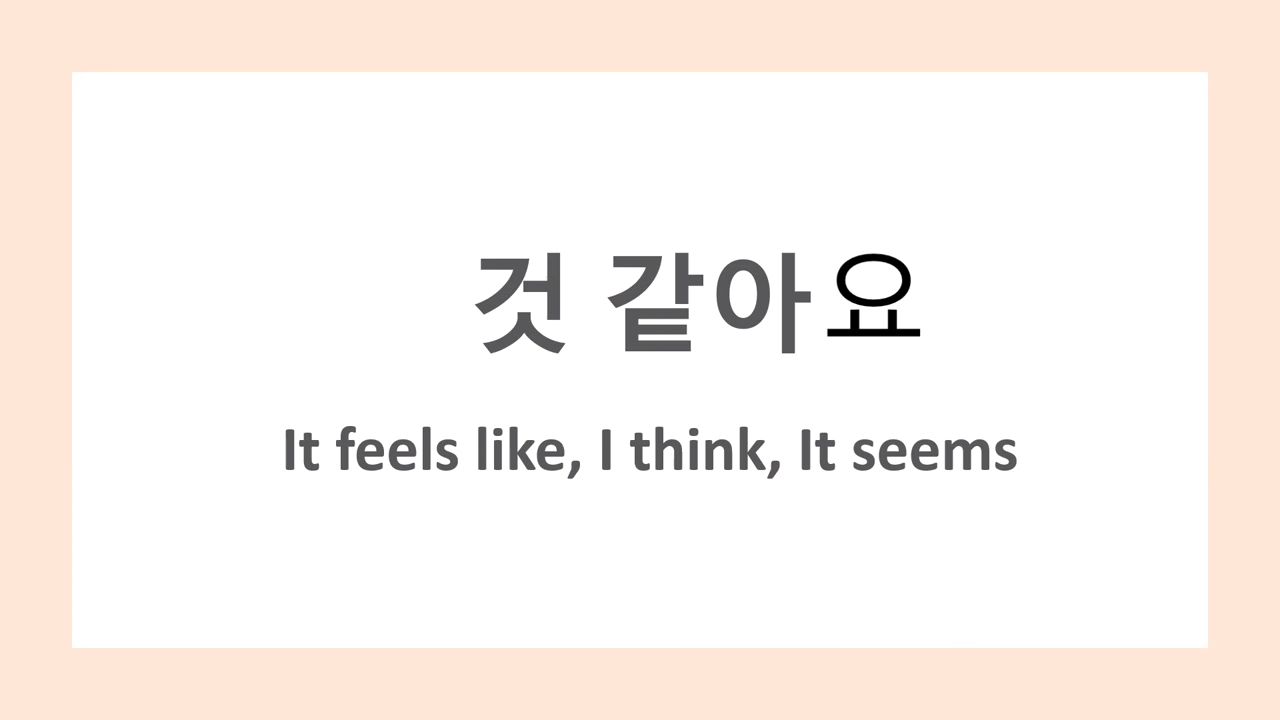 것 같아요
It feels like, I think, It seems